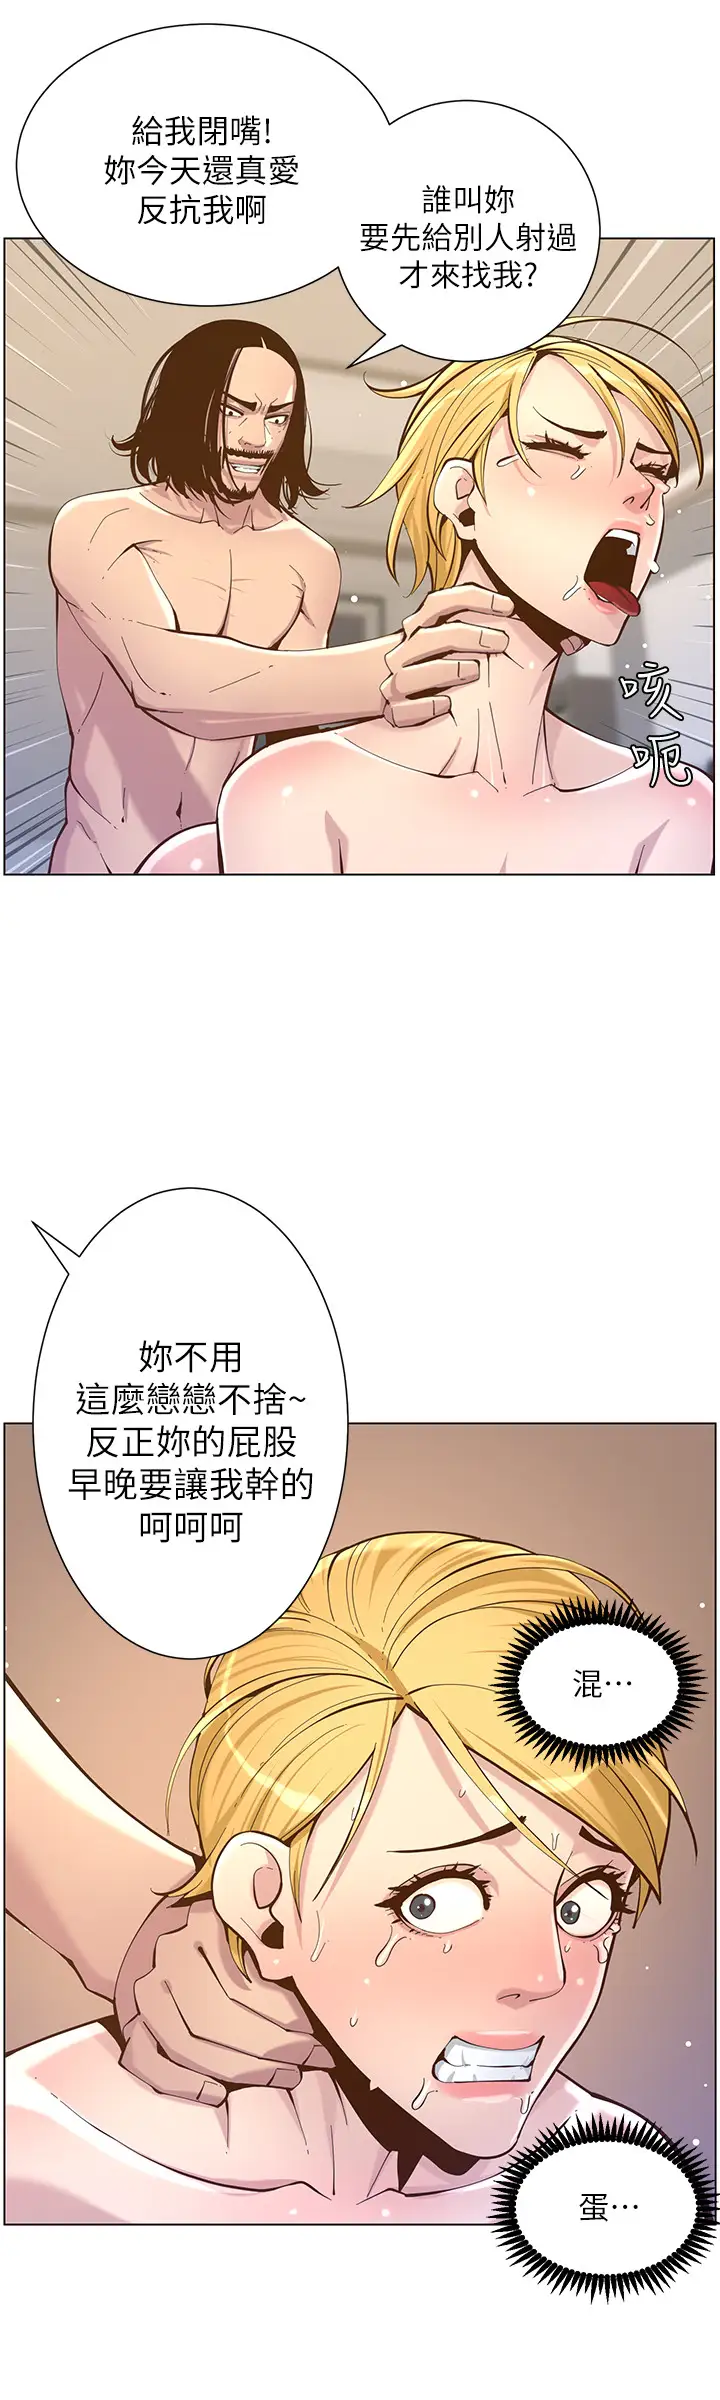 給我閉嘴!
妳今天還真愛
反抗我啊
誰叫妳
要先給別人射過
才來找我?
咳
呃
妳不用
這麼戀戀不捨~
反正妳的屁股
早晚要讓我幹的
呵呵呵
混…
蛋…